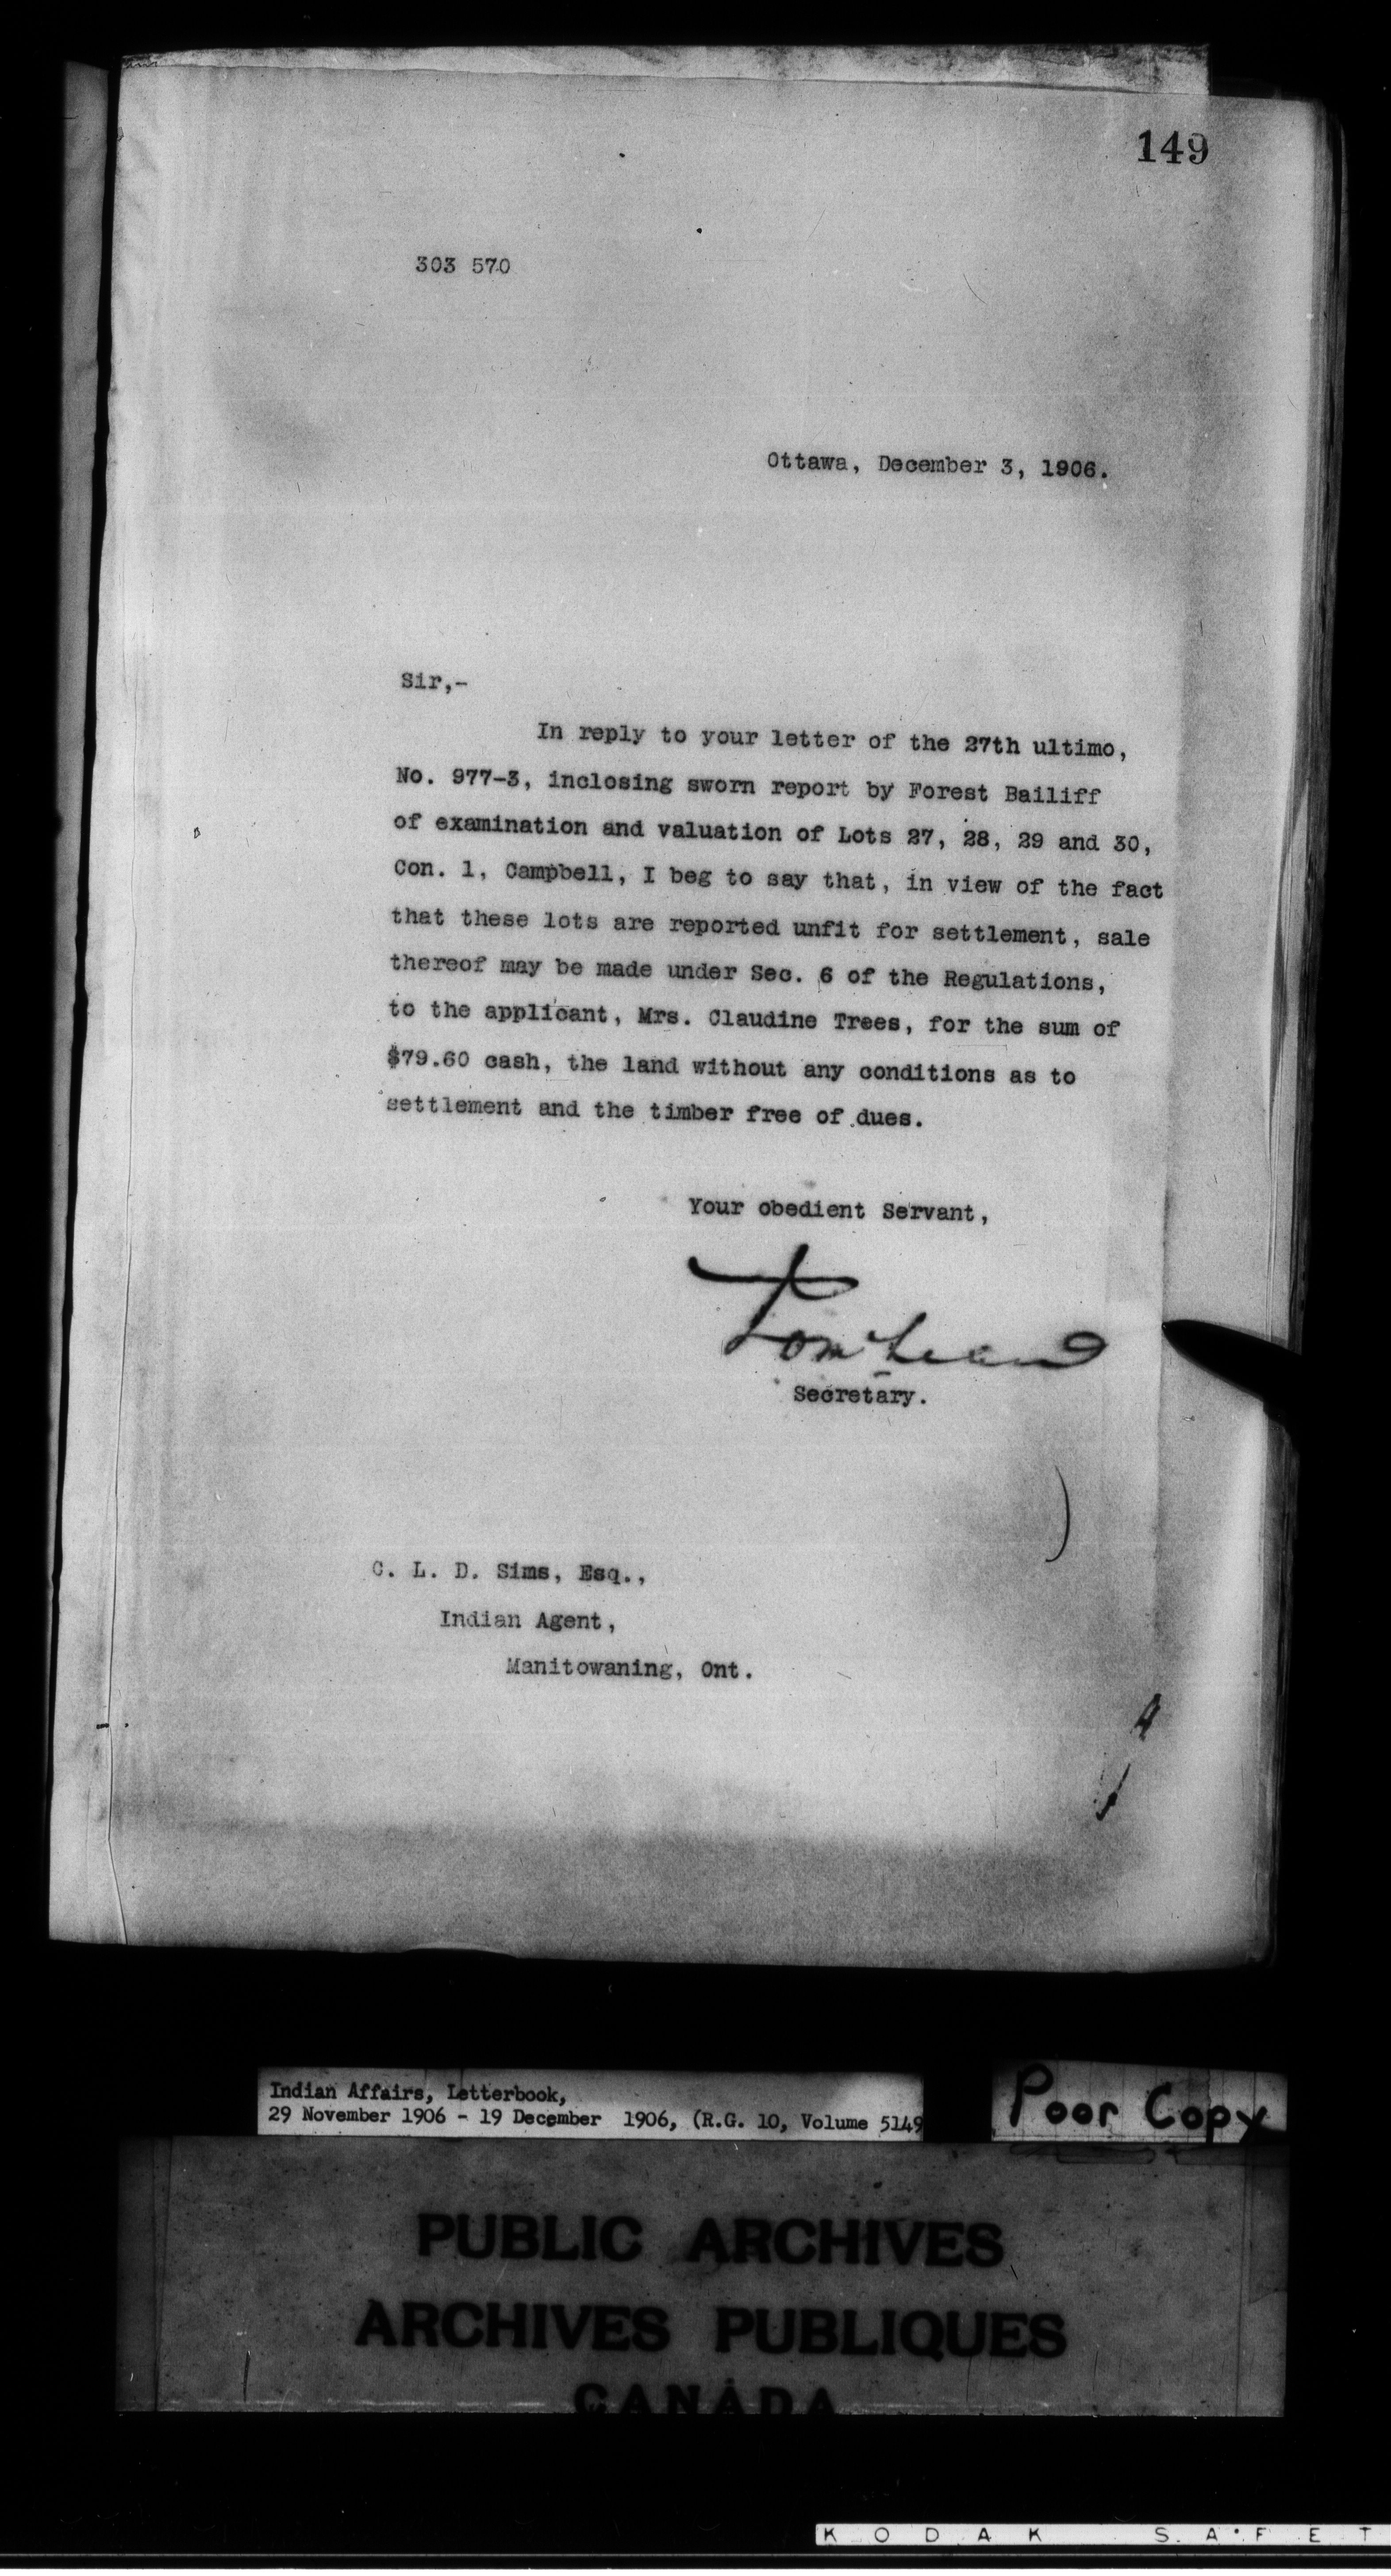 149
303 570
Ottawa, December 3, 1906.
Sir,-
In reply to your letter of the 27th ultimo,
No. 977-3, inclosing sworn report by Forest Bailiff
of examination and valuation of Lots 27, 28, 29 and 30,
Con. 1, Campbell, I beg to say that, in view of the fact
that these lots are reported unfit for settlement, sale
thereof may be made under Sec. 6 of the Regulations,
to the applicant, Mrs. Claudine Trees, for the sum of
$79.60 cash, the land without any conditions as to
settlement and the timber free of dues.
Your obedient Servant,
Secretary.
C. L. D. Sims, Esq.,
Indian Agent,
Manitowaning, Ont.
Indian Affairs, Letterbook,
29 November 1906 - 19 December 1906, (R.G. 10, Volume 5149
Poor Copy
PUBLIC ARCHIVES
ARCHIVES PUBLIQUES
CANADA
KODAK SAFET